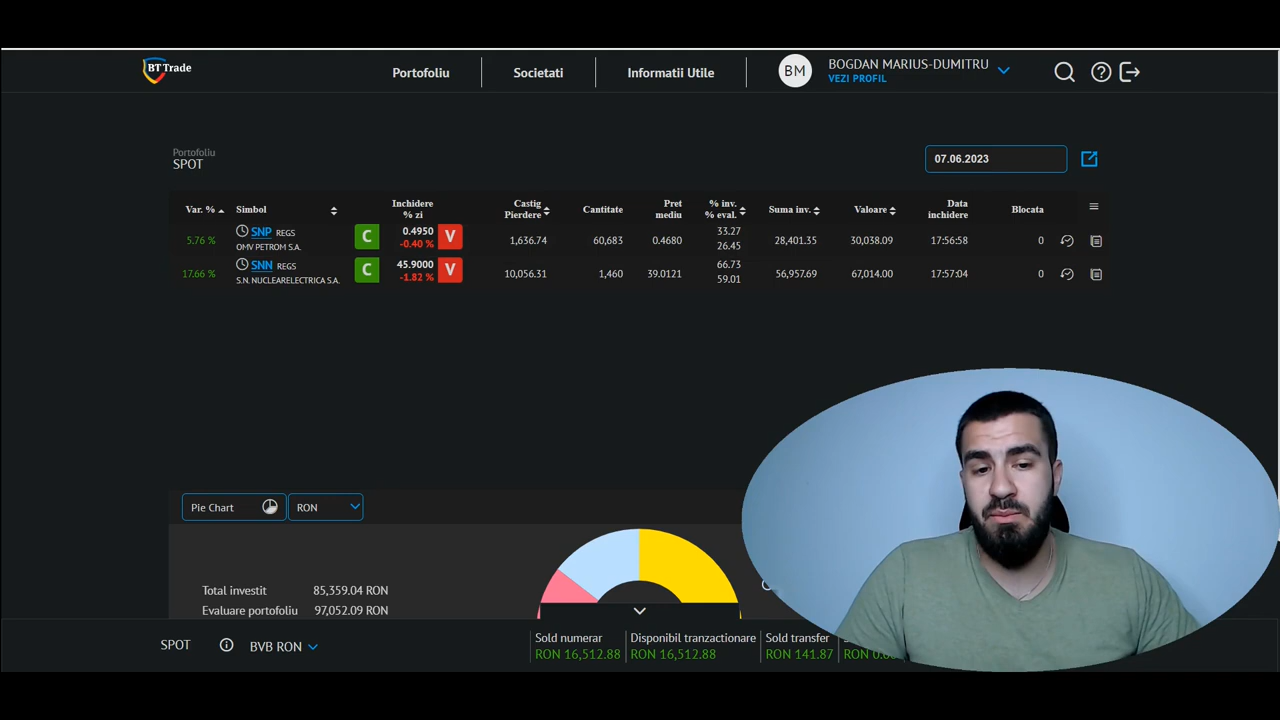 BT Trade
Portofoliu
Societati
Informatii Utile
BM
BOGDAN MARIUS-DUMITRU
VEZI PROFIL
Portofoliu
SPOT
07.06.2023
Var. % Simbol Inchidere % zi Castig Pierdere Cantitate Pret mediu % inv. % eval. Suma inv. Valoare Data inchidere Blocata
5.76 % SNP REGS C 0.4950 V 1,636.74 60,683 0.4680 33.27 28,401.35 30,038.09 17:56:58 0
OMV PETROM S.A. -0.40 % 26.45
17.66 % SNN REGS C 45.9000 V 10,056.31 1,460 39.0121 66.73 56,957.69 67,014.00 17:57:04 0
S.N. NUCLEARELECTRICA S.A. -1.82 % 59.01
Pie Chart RON
Total investit 85,359.04 RON
Evaluare portofoliu 97,052.09 RON
SPOT BVB RON
Sold numerar Disponibil tranzactionare Sold transfer
RON 16,512.88 RON 16,512.88 RON 141.87